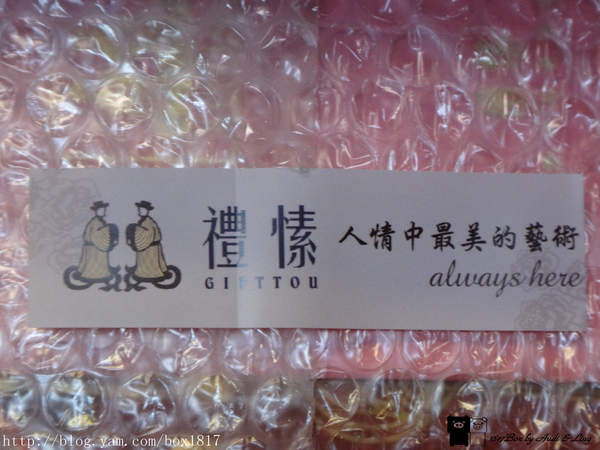 禮愫
GIFTTOU
人情中最美的藝術
always here
http://blog.yam.com/box1817